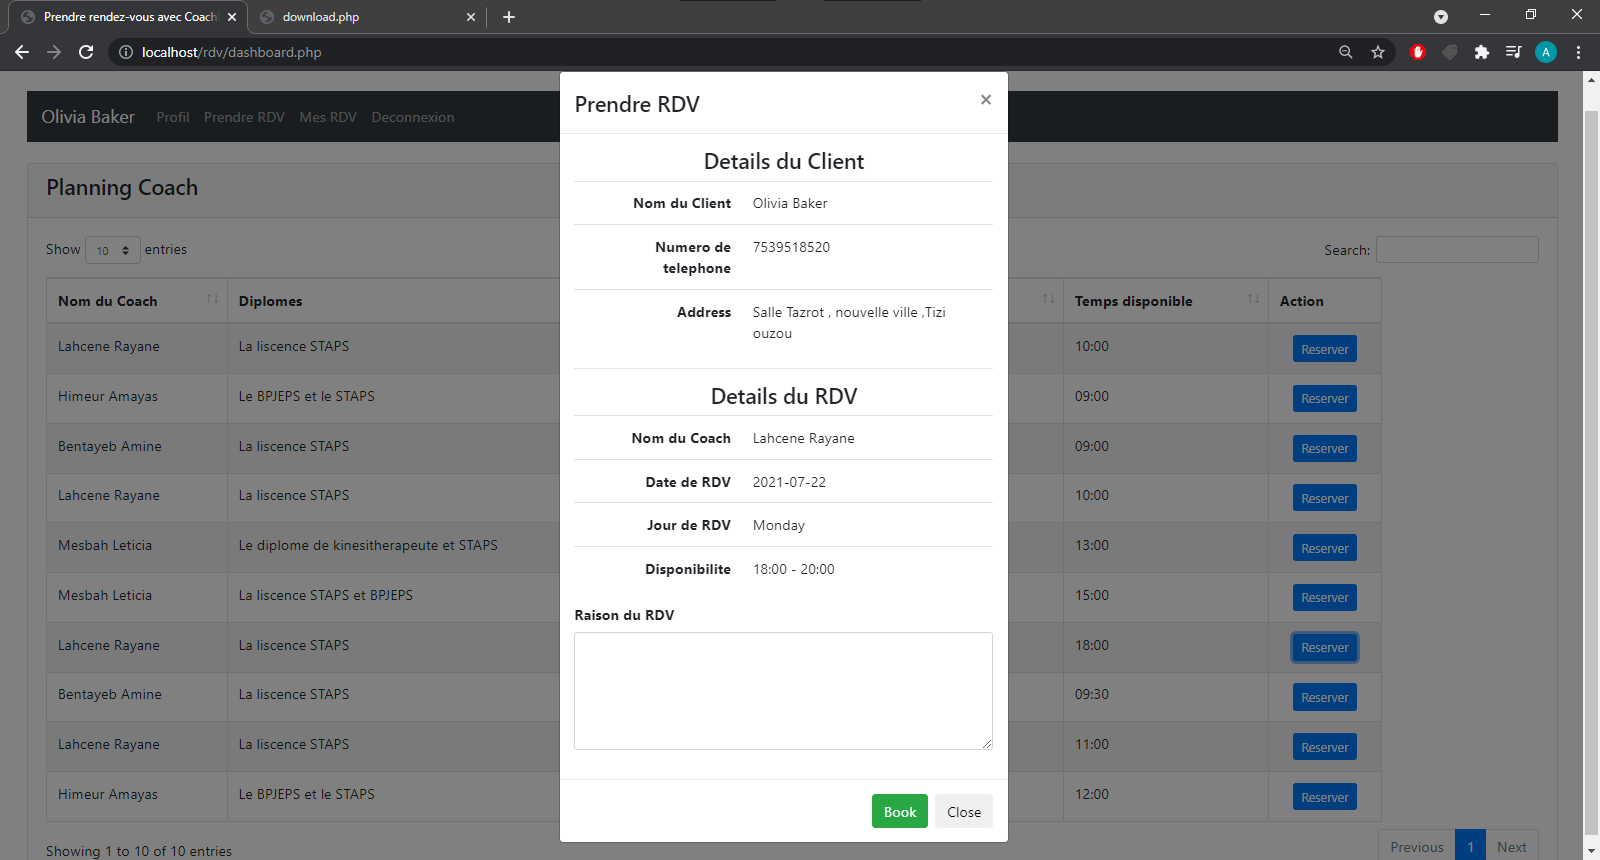 Prendre rendez-vous avec Coach
download.php
localhost/rdv/dashboard.php
A
Olivia Baker Profil Prendre RDV Mes RDV Deconnexion
Planning Coach
Show 10 entries
Search:
Nom du Coach Diplomes Temps disponible Action
Lahcene Rayane La liscence STAPS 10:00 Reserver
Himeur Amayas Le BPJEPS et le STAPS 09:00 Reserver
Bentayeb Amine La liscence STAPS 09:00 Reserver
Lahcene Rayane La liscence STAPS 10:00 Reserver
Mesbah Leticia Le diplome de kinesitherapeute et STAPS 13:00 Reserver
Mesbah Leticia La liscence STAPS et BPJEPS 15:00 Reserver
Lahcene Rayane La liscence STAPS 18:00 Reserver
Bentayeb Amine La liscence STAPS 09:30 Reserver
Lahcene Rayane La liscence STAPS 11:00 Reserver
Himeur Amayas Le BPJEPS et le STAPS 12:00 Reserver
Showing 1 to 10 of 10 entries
Previous 1 Next
Prendre RDV ×
Details du Client
Nom du Client Olivia Baker
Numero de 7539518520
telephone
Address Salle Tazrot , nouvelle ville ,Tizi
ouzou
Details du RDV
Nom du Coach Lahcene Rayane
Date de RDV 2021-07-22
Jour de RDV Monday
Disponibilite 18:00 - 20:00
Raison du RDV
Book Close